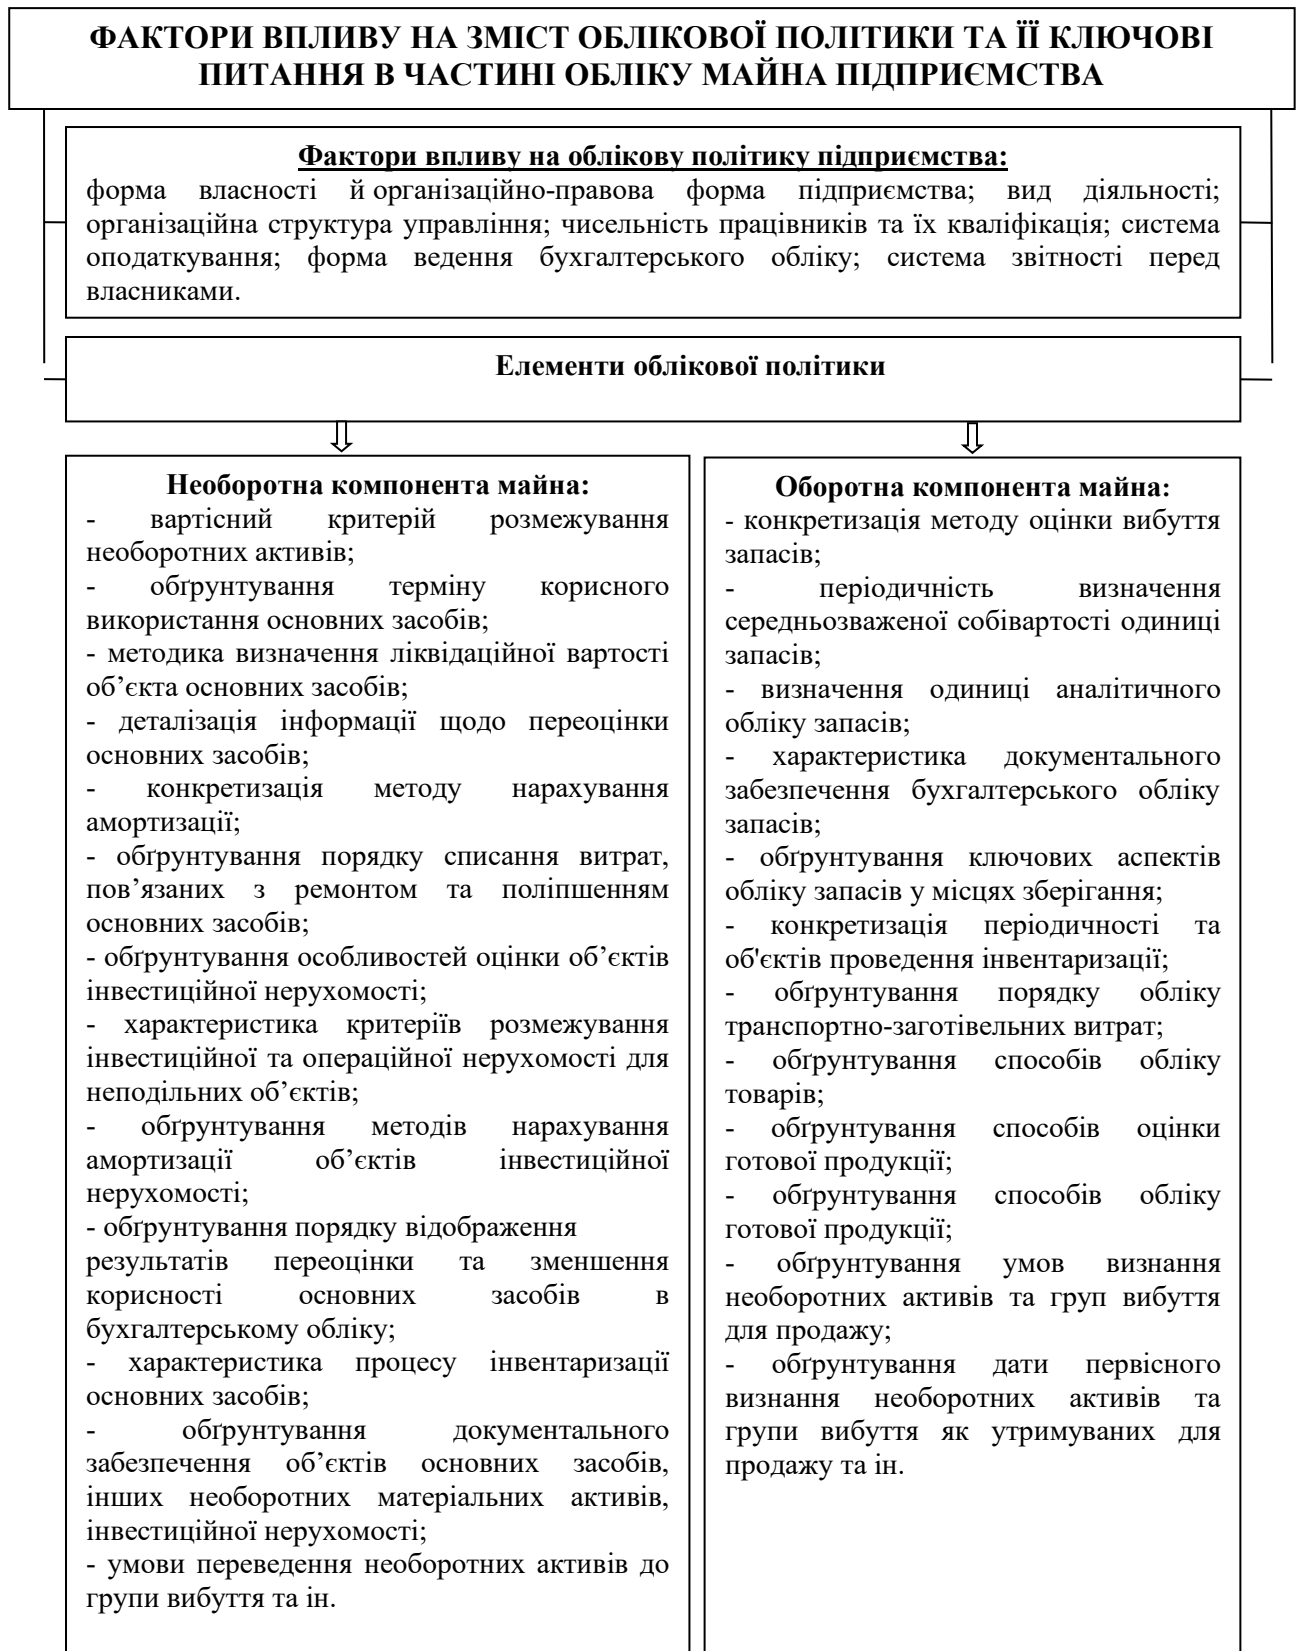 ФАКТОРИ ВПЛИВУ НА ЗМІСТ ОБЛІКОВОЇ ПОЛІТИКИ ТА ЇЇ КЛЮЧОВІ
ПИТАННЯ В ЧАСТИНІ ОБЛІКУ МАЙНА ПІДПРИЄМСТВА
Фактори впливу на облікову політику підприємства:
форма власності й організаційно-правова форма підприємства; вид діяльності;
організаційна структура управління; чисельність працівників та їх кваліфікація; система
оподаткування; форма ведення бухгалтерського обліку; система звітності перед
власниками.
Елементи облікової політики
Необоротна компонента майна:
- вартісний критерій розмежування
необоротних активів;
- обґрунтування терміну корисного
використання основних засобів;
- методика визначення ліквідаційної вартості
об’єкта основних засобів;
- деталізація інформації щодо переоцінки
основних засобів;
- конкретизація методу нарахування
амортизації;
- обґрунтування порядку списання витрат,
пов’язаних з ремонтом та поліпшенням
основних засобів;
- обґрунтування особливостей оцінки об’єктів
інвестиційної нерухомості;
- характеристика критеріїв розмежування
інвестиційної та операційної нерухомості для
неподільних об’єктів;
- обґрунтування методів нарахування
амортизації об’єктів інвестиційної
нерухомості;
- обґрунтування порядку відображення
результатів переоцінки та зменшення
корисності основних засобів в
бухгалтерському обліку;
- характеристика процесу інвентаризації
основних засобів;
- обґрунтування документального
забезпечення об’єктів основних засобів,
інших необоротних матеріальних активів,
інвестиційної нерухомості;
- умови переведення необоротних активів до
групи вибуття та ін.
Оборотна компонента майна:
- конкретизація методу оцінки вибуття
запасів;
- періодичність визначення
середньозваженої собівартості одиниці
запасів;
- визначення одиниці аналітичного
обліку запасів;
- характеристика документального
забезпечення бухгалтерського обліку
запасів;
- обґрунтування ключових аспектів
обліку запасів у місцях зберігання;
- конкретизація періодичності та
об'єктів проведення інвентаризації;
- обґрунтування порядку обліку
транспортно-заготівельних витрат;
- обґрунтування способів обліку
товарів;
- обґрунтування способів оцінки
готової продукції;
- обґрунтування способів обліку
готової продукції;
- обґрунтування умов визнання
необоротних активів та груп вибуття
для продажу;
- обґрунтування дати первісного
визнання необоротних активів та
групи вибуття як утримуваних для
продажу та ін.